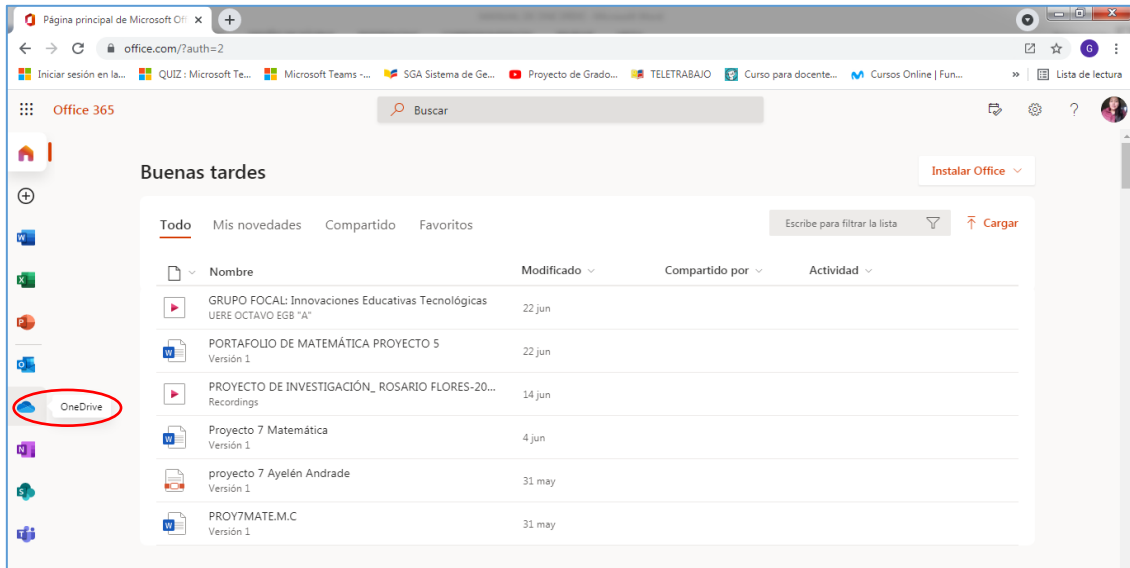 Página principal de Microsoft Off
office.com/?auth=2
G
Iniciar sesión en la... QUIZ : Microsoft Te... Microsoft Teams -... SGA Sistema de Ge... Proyecto de Grado... TELETRABAJO Curso para docente... Cursos Online | Fun... » Lista de lectura
Office 365
Buscar
?
Buenas tardes
Instalar Office
Todo Mis novedades Compartido Favoritos
Escribe para filtrar la lista
Cargar
Nombre Modificado Compartido por Actividad
GRUPO FOCAL: Innovaciones Educativas Tecnológicas
UERE OCTAVO EGB "A"
22 jun
PORTAFOLIO DE MATEMÁTICA PROYECTO 5
Versión 1
22 jun
PROYECTO DE INVESTIGACIÓN_ ROSARIO FLORES-20...
Recordings
14 jun
OneDrive
Proyecto 7 Matemática
Versión 1
4 jun
proyecto 7 Ayelén Andrade
Versión 1
31 may
PROY7MATE.M.C
Versión 1
31 may